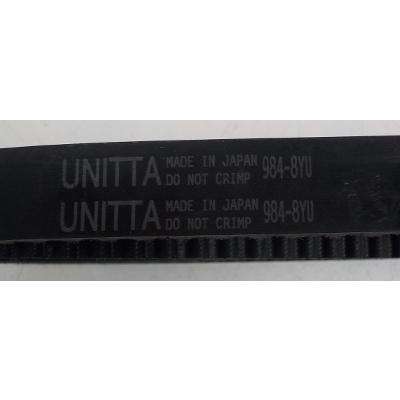 UNITTA MADE IN JAPAN 984-8YU
DO NOT CRIMP
UNITTA MADE IN JAPAN 984-8YU
DO NOT CRIMP